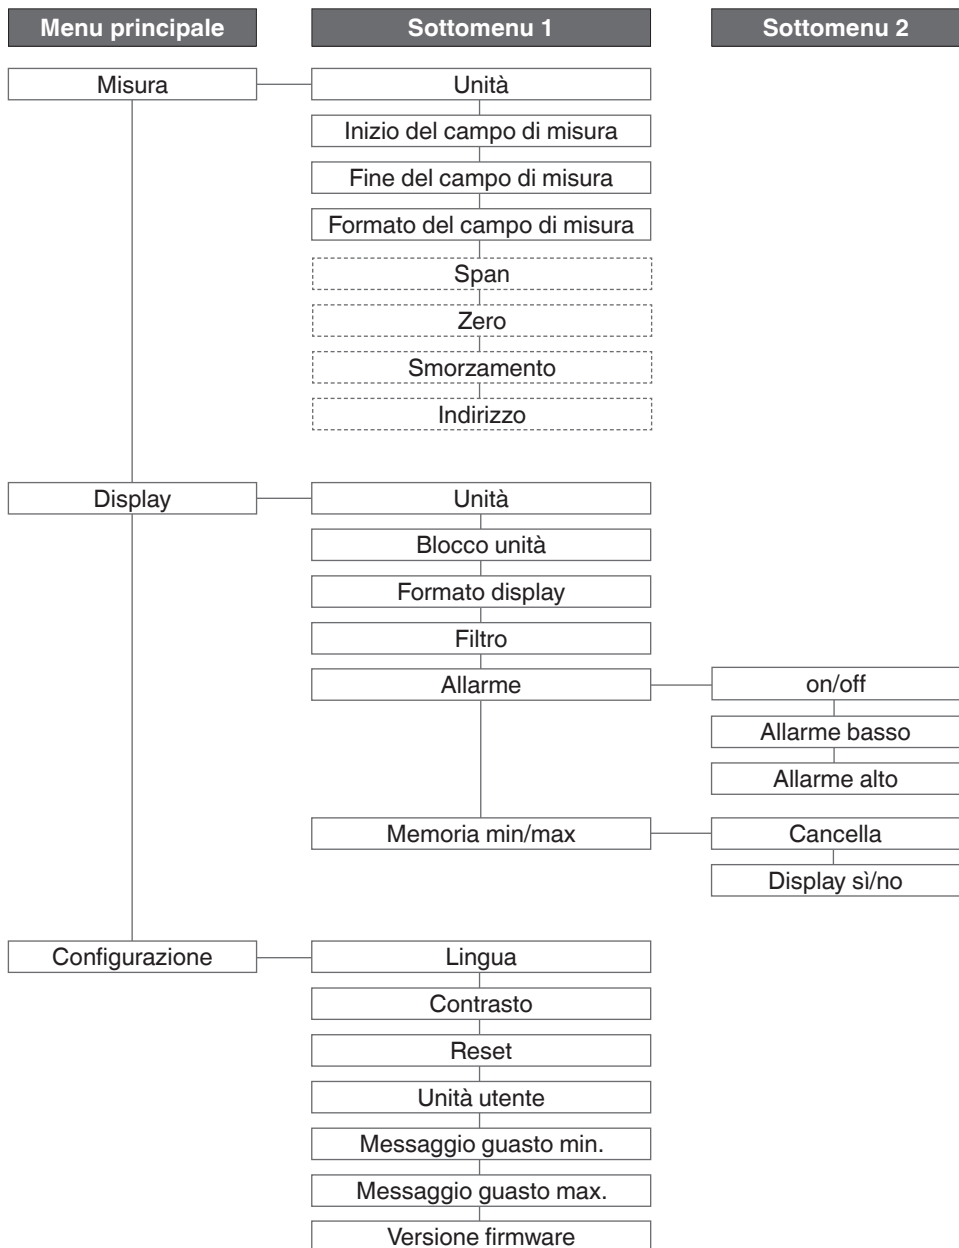 Menu principale
Sottomenu 1
Sottomenu 2
Misura
Unità
Inizio del campo di misura
Fine del campo di misura
Formato del campo di misura
Span
Zero
Smorzamento
Indirizzo
Display
Unità
Blocco unità
Formato display
Filtro
Allarme
on/off
Allarme basso
Allarme alto
Memoria min/max
Cancella
Display sì/no
Configurazione
Lingua
Contrasto
Reset
Unità utente
Messaggio guasto min.
Messaggio guasto max.
Versione firmware